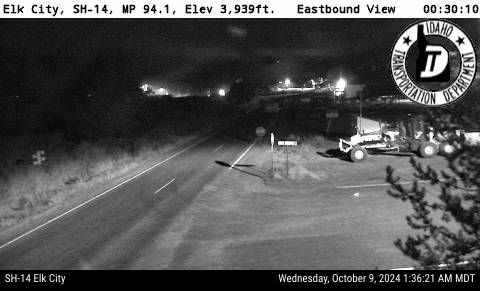 Elk City, SH-14, MP 94.1, Elev 3,939ft. Eastbound View 00:30:10
IDAHO
TRANSPORTATION DEPARTMENT
SH-14 Elk City Wednesday, October 9, 2024 1:36:21 AM MDT